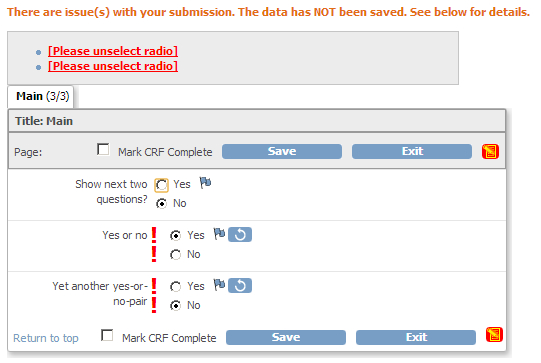 There are issue(s) with your submission. The data has NOT been saved. See below for details.
[Please unselect radio]
[Please unselect radio]
Main (3/3)
Title: Main
Page: Mark CRF Complete Save Exit
Show next two questions? Yes
No
Yes or no ! Yes
! No
Yet another yes-or-no-pair ! Yes
! No
Return to top Mark CRF Complete Save Exit